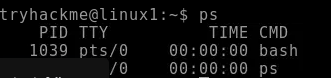 tryhackme@linux1:~$ ps
PID TTY TIME CMD
1039 pts/0 00:00:00 bash
/0 00:00:00 ps